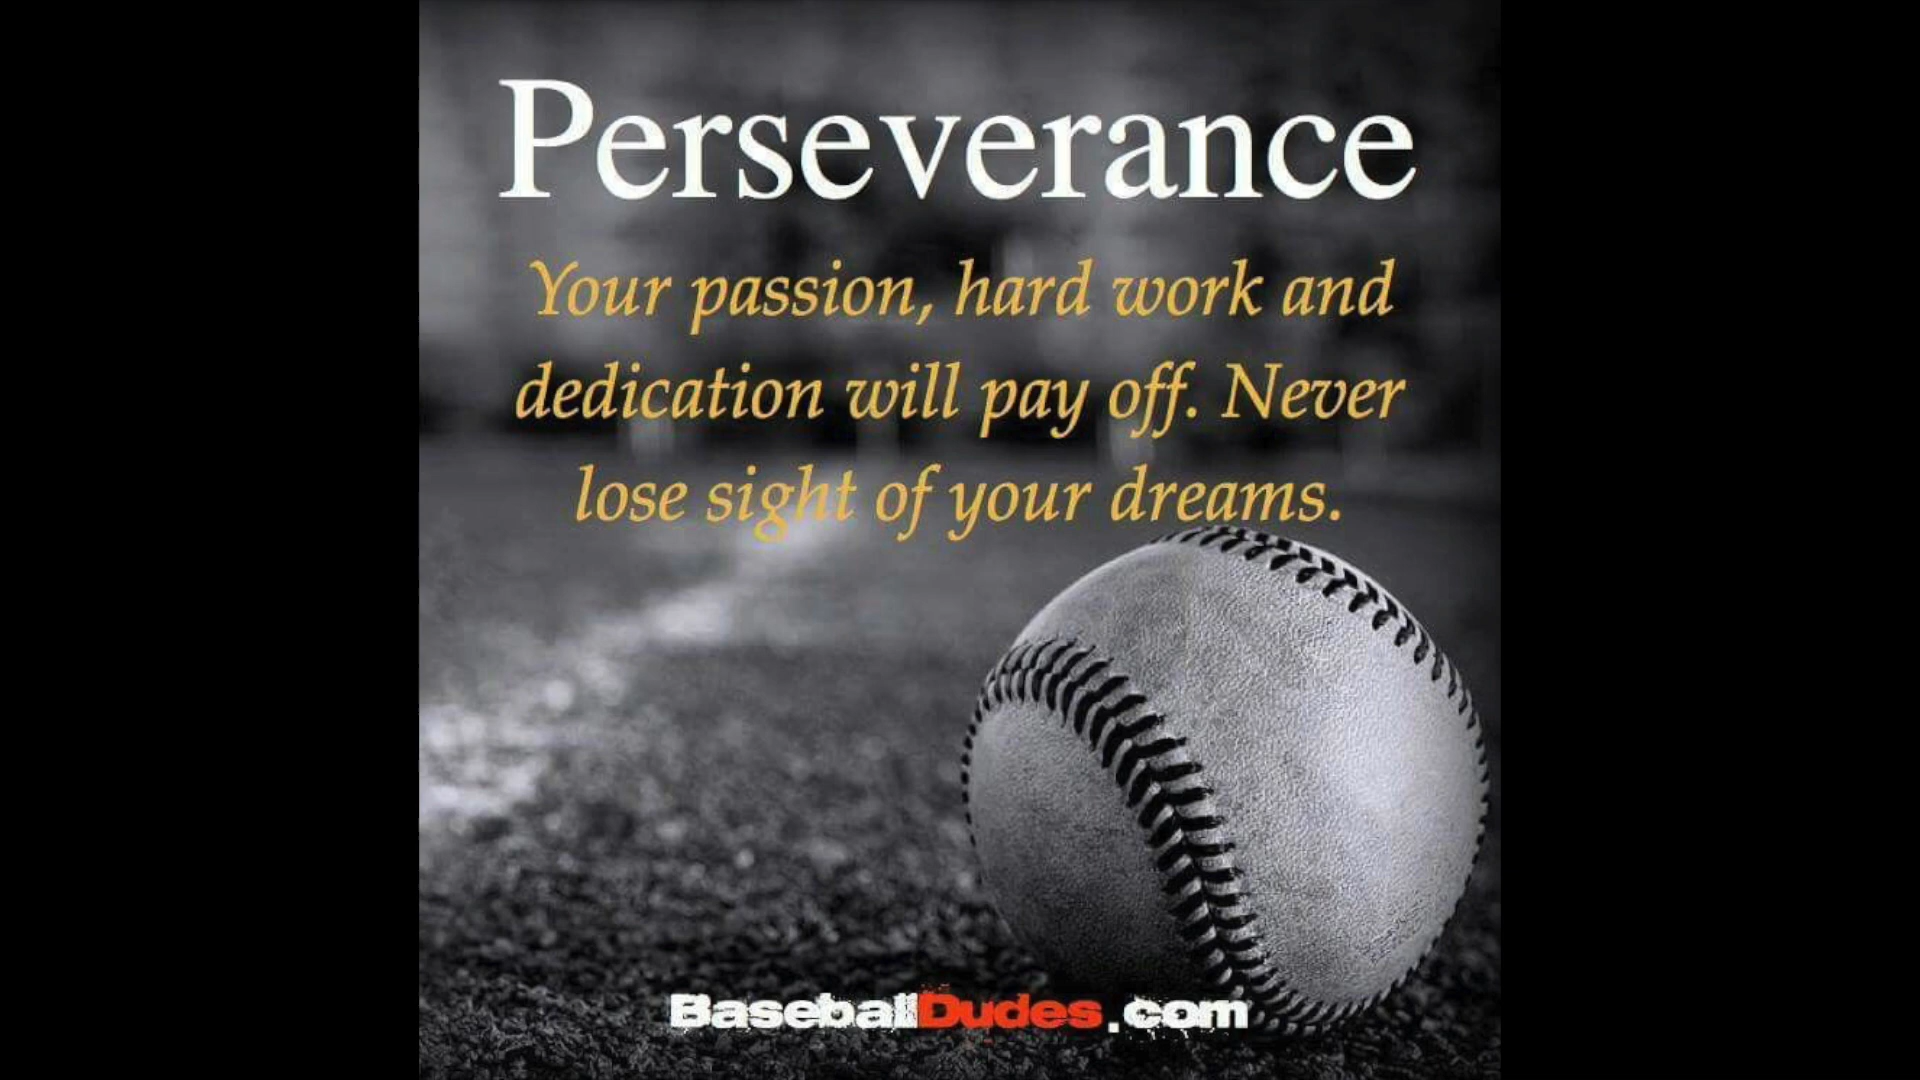 Perseverance
Your passion, hard work and
dedication will pay off. Never
lose sight of your dreams.
BaseballDudes.com